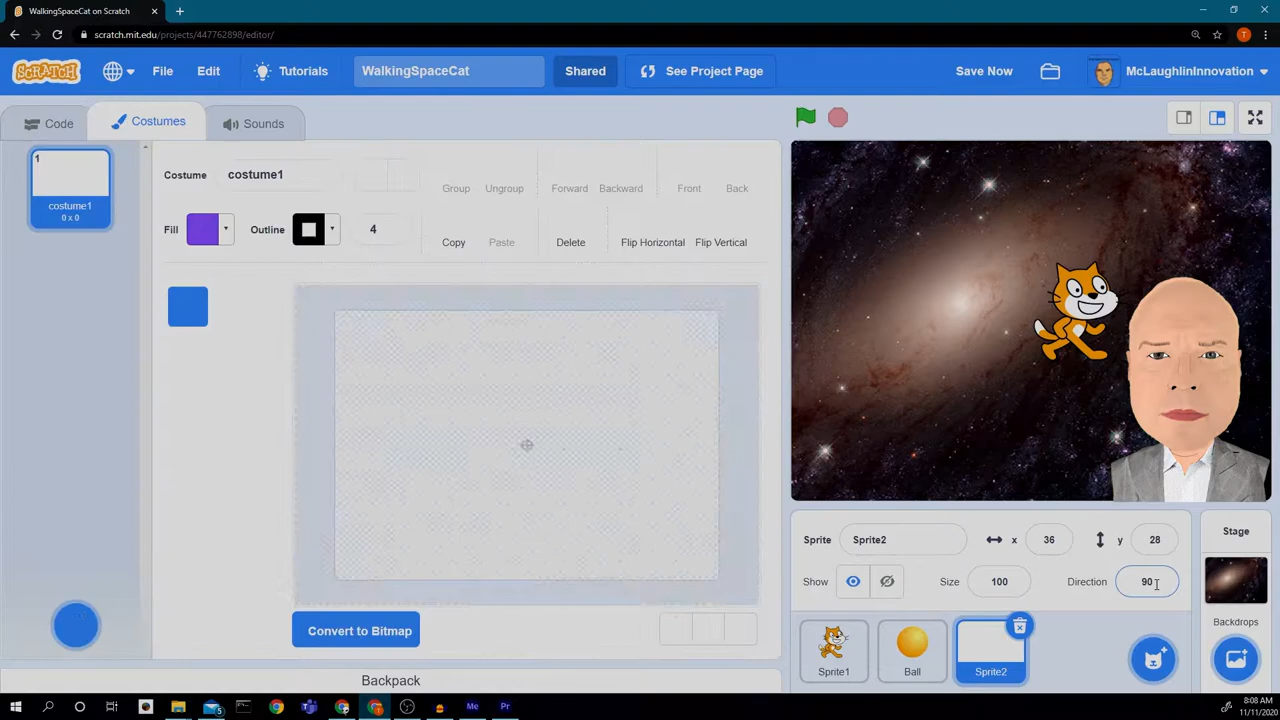 WalkingSpaceCat on Scratch
scratch.mit.edu/projects/447762898/editor/
T
SCRATCH
File
Edit
Tutorials
WalkingSpaceCat
Shared
See Project Page
Save Now
McLaughlinInnovation
Code
Costumes
Sounds
1
costume1
0 x 0
Costume
costume1
Group
Ungroup
Forward
Backward
Front
Back
Fill
Outline
4
Copy
Paste
Delete
Flip Horizontal
Flip Vertical
Convert to Bitmap
Backpack
Sprite
Sprite2
x
36
y
28
Show
Size
100
Direction
90
Sprite1
Ball
Sprite2
Stage
Backdrops
Me
Pr
8:08 AM
11/11/2020